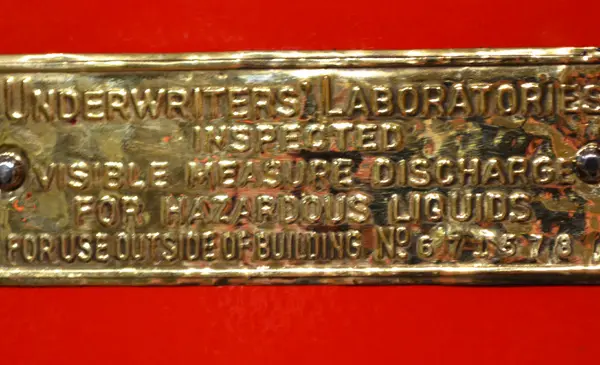 UNDERWRITERS' LABORATORIES
INSPECTED
VISIBLE MEASURE DISCHARGE
FOR HAZARDOUS LIQUIDS
FOR USE OUTSIDE OF BUILDING. No